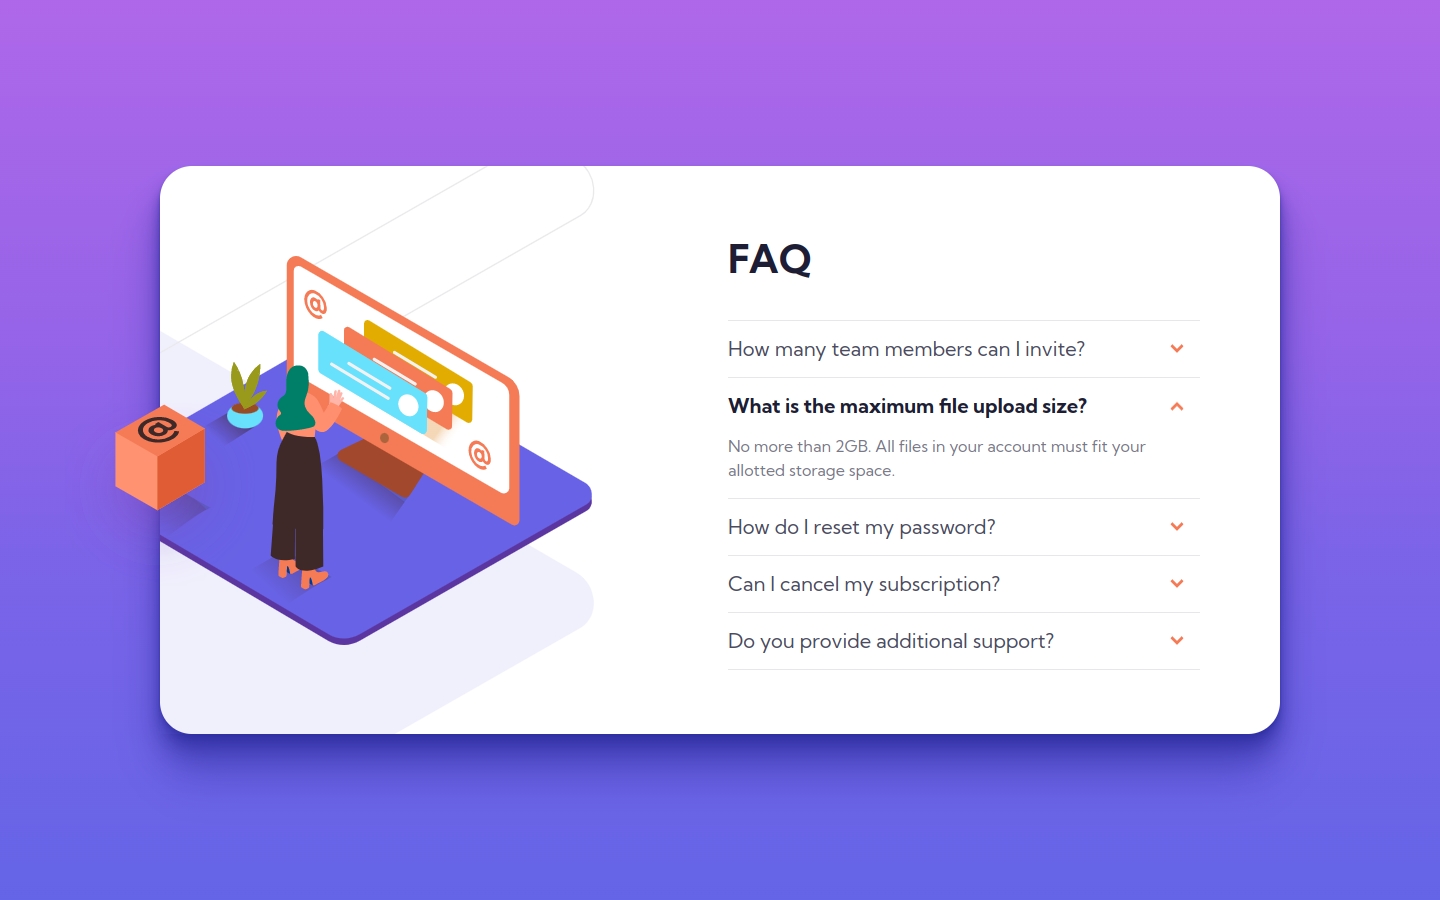 FAQ
How many team members can I invite?
What is the maximum file upload size?
No more than 2GB. All files in your account must fit your
allotted storage space.
How do I reset my password?
Can I cancel my subscription?
Do you provide additional support?
@
@
@